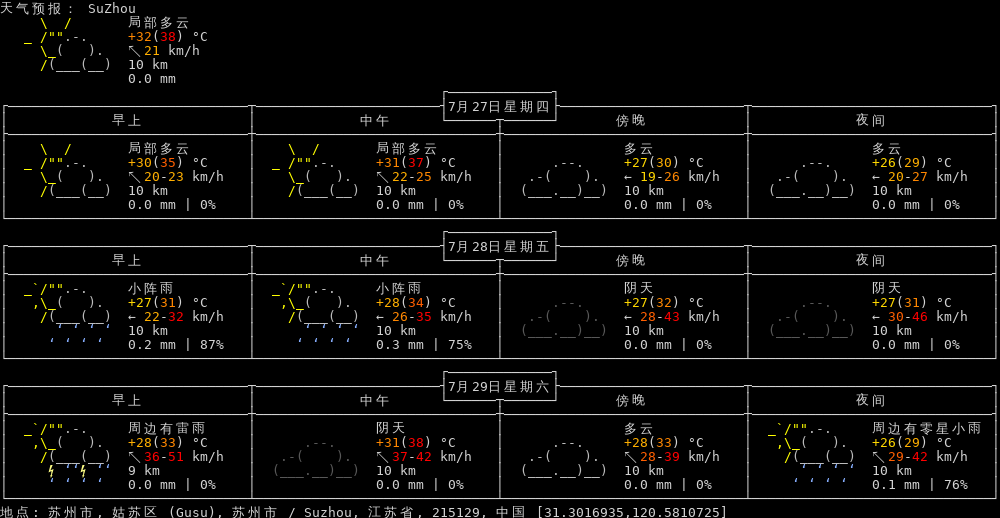 天气预报: SuZhou
局部多云
+32(38) °C
↖ 21 km/h
10 km
0.0 mm
7月27日星期四
早上 中午 傍晚 夜间
局部多云 局部多云 多云 多云
+30(35) °C +31(37) °C +27(30) °C +26(29) °C
↖ 20-23 km/h ↖ 22-25 km/h ← 19-26 km/h ← 20-27 km/h
10 km 10 km 10 km 10 km
0.0 mm | 0% 0.0 mm | 0% 0.0 mm | 0% 0.0 mm | 0%
7月28日星期五
早上 中午 傍晚 夜间
小阵雨 小阵雨 阴天 阴天
+27(31) °C +28(34) °C +27(32) °C +27(31) °C
← 22-32 km/h ← 26-35 km/h ← 28-43 km/h ← 30-46 km/h
10 km 10 km 10 km 10 km
0.2 mm | 87% 0.3 mm | 75% 0.0 mm | 0% 0.0 mm | 0%
7月29日星期六
早上 中午 傍晚 夜间
周边有雷雨 阴天 多云 周边有零星小雨
+28(33) °C +31(38) °C +28(33) °C +26(29) °C
↖ 36-51 km/h ↖ 37-42 km/h ↖ 28-39 km/h ↖ 29-42 km/h
9 km 10 km 10 km 10 km
0.0 mm | 0% 0.0 mm | 0% 0.0 mm | 0% 0.1 mm | 76%
地点: 苏州市, 姑苏区 (Gusu), 苏州市 / Suzhou, 江苏省, 215129, 中国 [31.3016935,120.5810725]